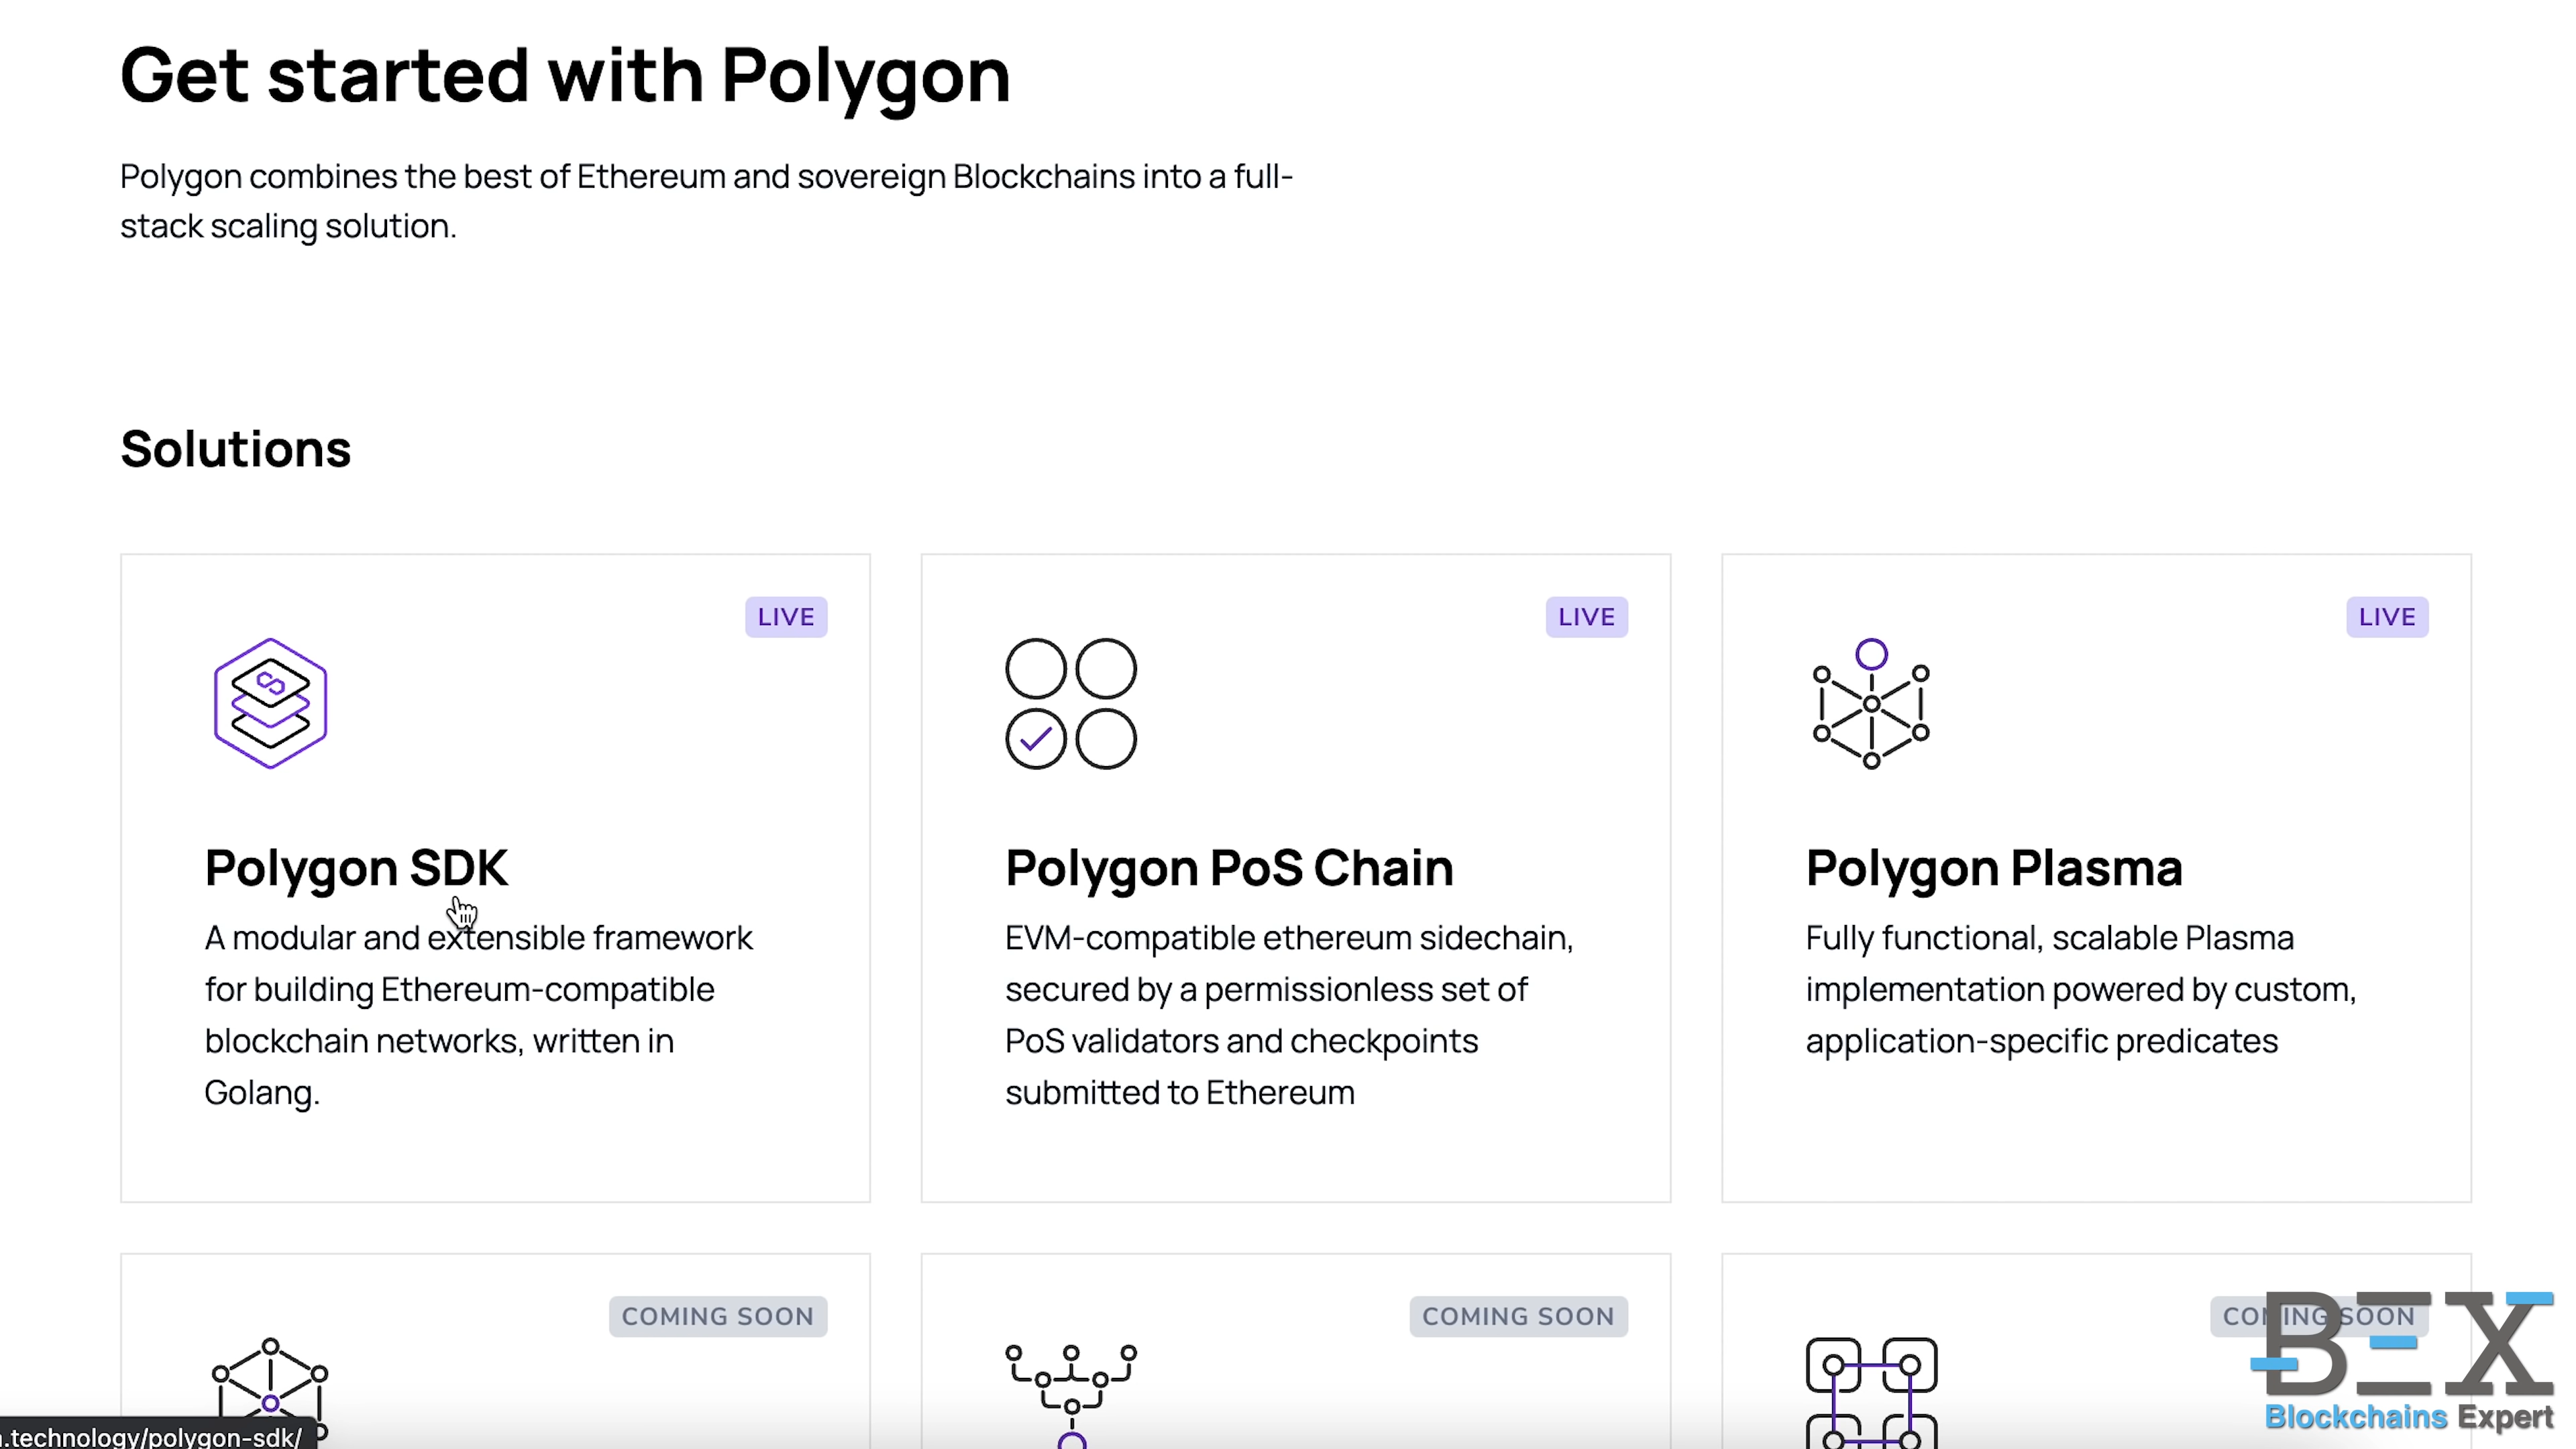 Get started with Polygon
Polygon combines the best of Ethereum and sovereign Blockchains into a full-
stack scaling solution.
Solutions
LIVE
Polygon SDK
A modular and extensible framework
for building Ethereum-compatible
blockchain networks, written in
Golang.
LIVE
Polygon PoS Chain
EVM-compatible ethereum sidechain,
secured by a permissionless set of
PoS validators and checkpoints
submitted to Ethereum
LIVE
Polygon Plasma
Fully functional, scalable Plasma
implementation powered by custom,
application-specific predicates
COMING SOON
COMING SOON
COMING SOON
BEX
Blockchains Expert
.technology/polygon-sdk/